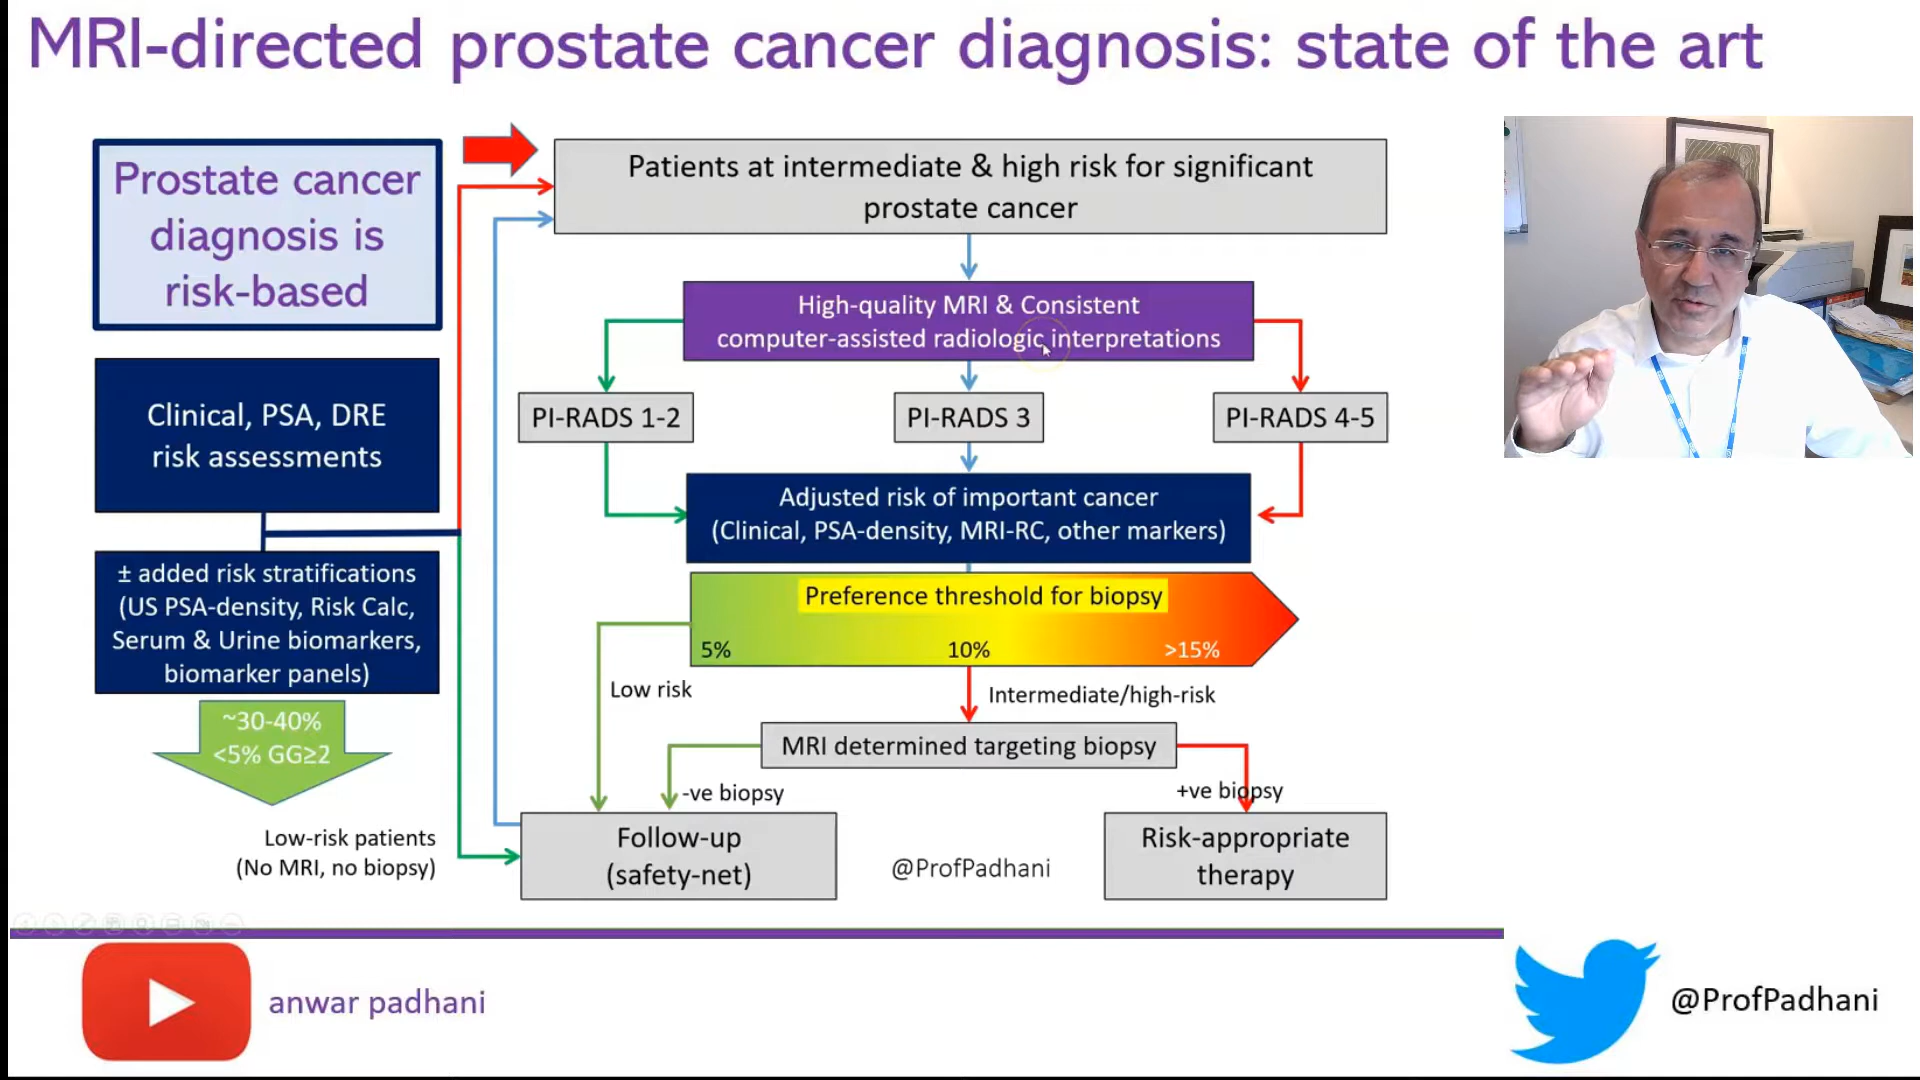 MRI-directed prostate cancer diagnosis: state of the art
Prostate cancer
diagnosis is
risk-based
Clinical, PSA, DRE
risk assessments
± added risk stratifications
(US PSA-density, Risk Calc,
Serum & Urine biomarkers,
biomarker panels)
~30-40%
<5% GG≥2
Low-risk patients
(No MRI, no biopsy)
Patients at intermediate & high risk for significant
prostate cancer
High-quality MRI & Consistent
computer-assisted radiologic interpretations
PI-RADS 1-2
PI-RADS 3
PI-RADS 4-5
Adjusted risk of important cancer
(Clinical, PSA-density, MRI-RC, other markers)
Preference threshold for biopsy
5%
10%
>15%
Low risk
Intermediate/high-risk
MRI determined targeting biopsy
-ve biopsy
+ve biopsy
Follow-up
(safety-net)
@ProfPadhani
Risk-appropriate
therapy
anwar padhani
@ProfPadhani